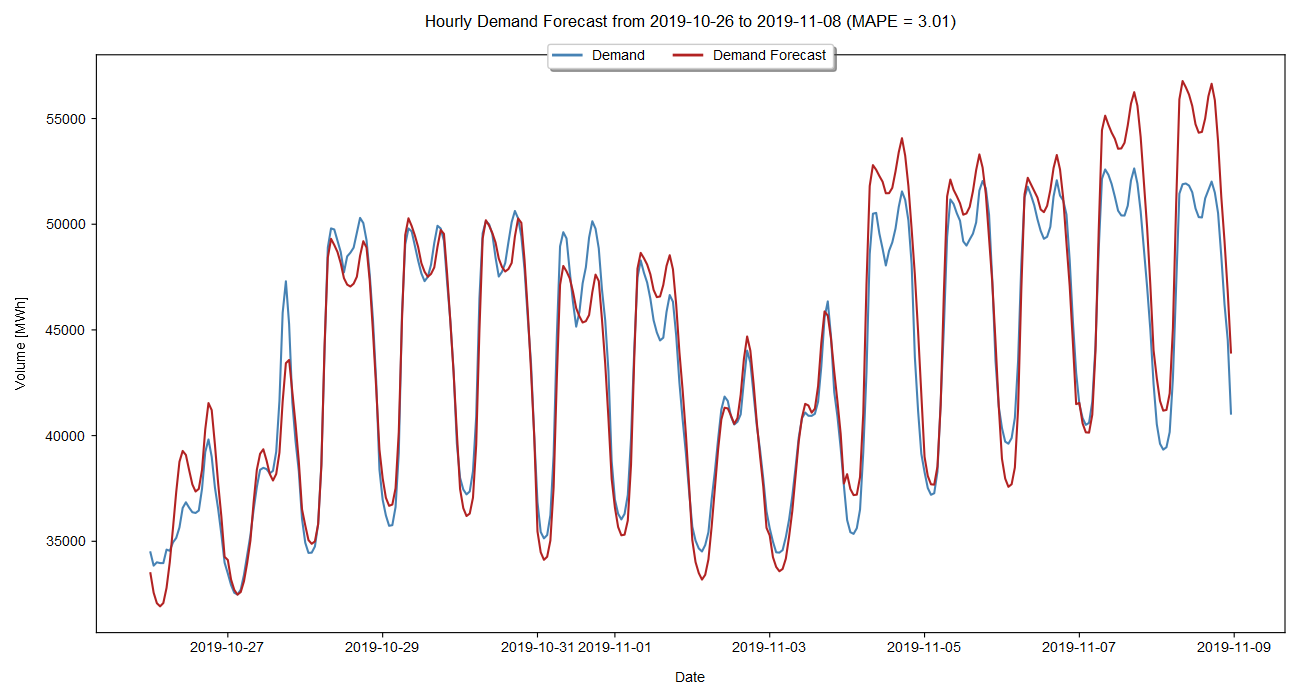 Hourly Demand Forecast from 2019-10-26 to 2019-11-08 (MAPE = 3.01)
Demand Demand Forecast
55000
50000
45000
40000
35000
Volume [MWh]
2019-10-27 2019-10-29 2019-10-31 2019-11-01 2019-11-03 2019-11-05 2019-11-07 2019-11-09
Date